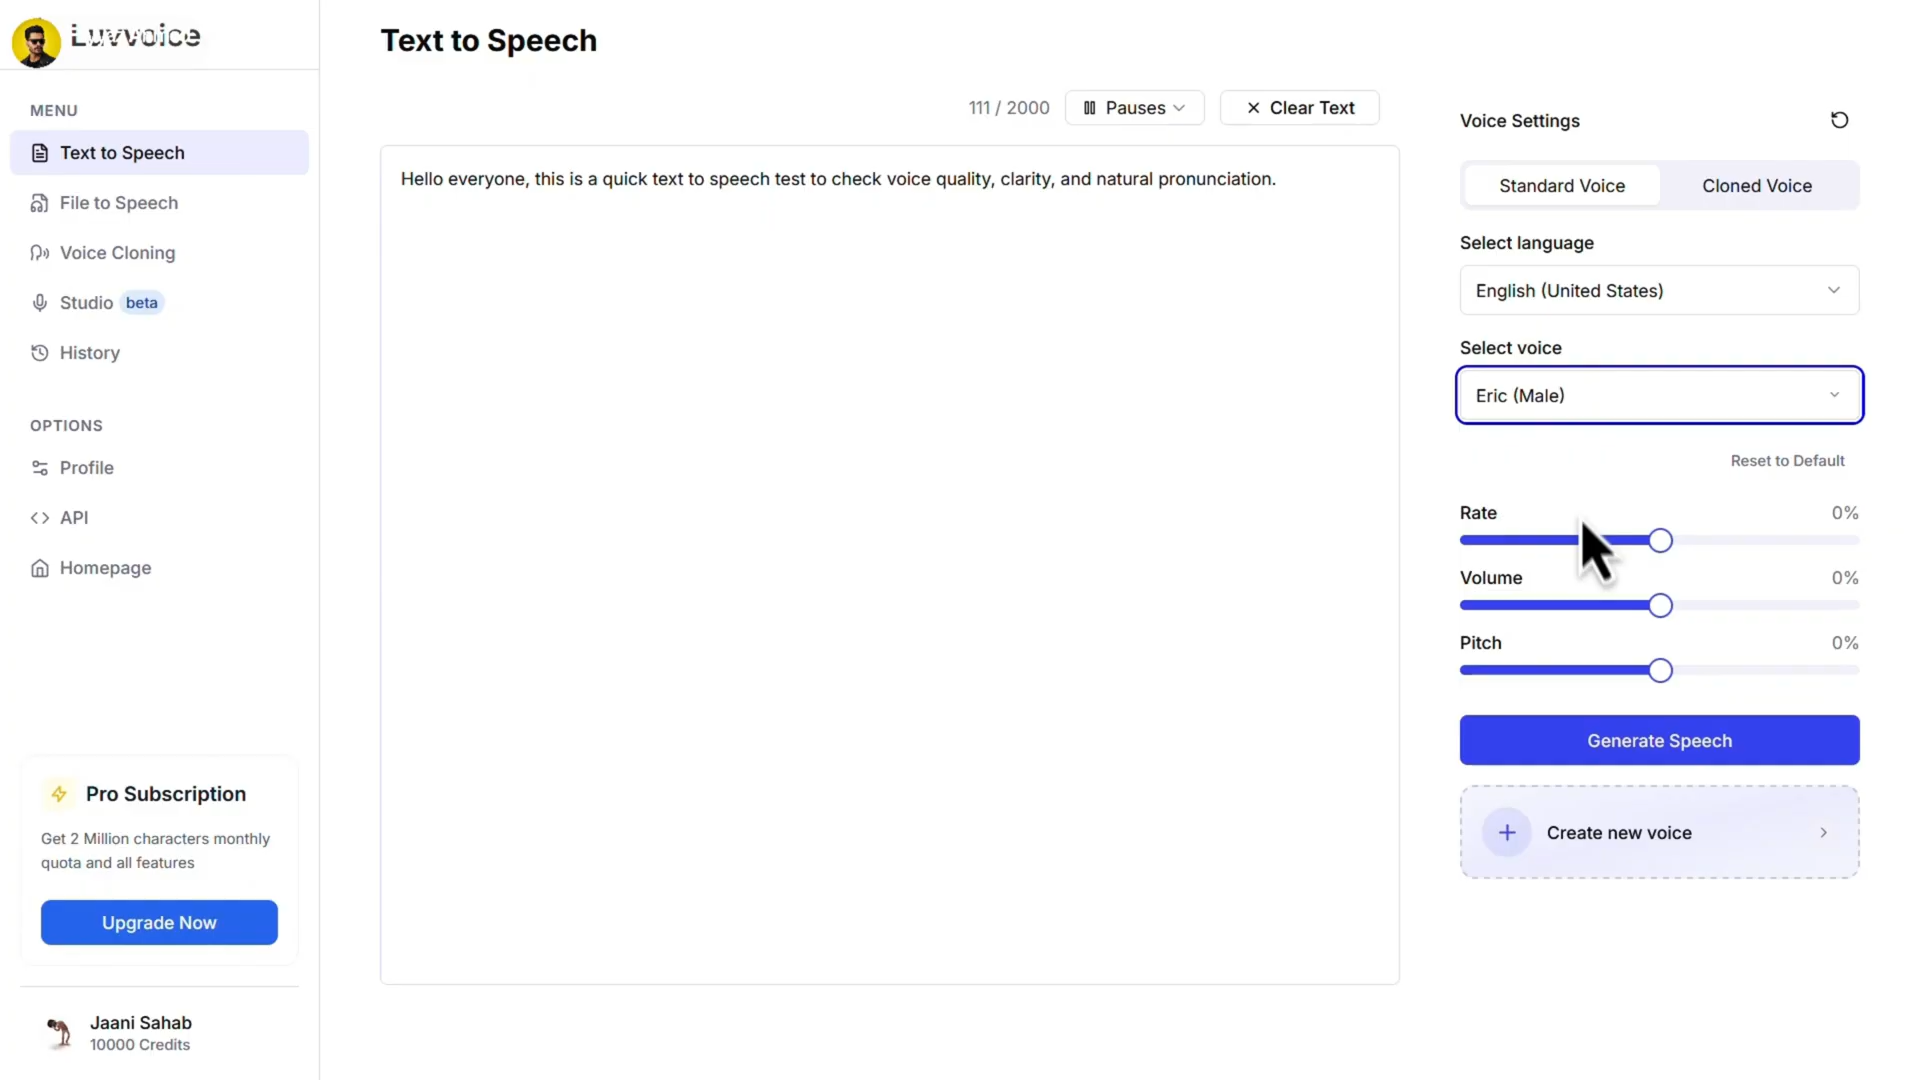 Luvvoice
MENU
Text to Speech
File to Speech
Voice Cloning
Studio beta
History
OPTIONS
Profile
API
Homepage
Pro Subscription
Get 2 Million characters monthly
quota and all features
Upgrade Now
Jaani Sahab
10000 Credits
Text to Speech
111 / 2000
Pauses
Clear Text
Hello everyone, this is a quick text to speech test to check voice quality, clarity, and natural pronunciation.
Voice Settings
Standard Voice
Cloned Voice
Select language
English (United States)
Select voice
Eric (Male)
Reset to Default
Rate 0%
Volume 0%
Pitch 0%
Generate Speech
Create new voice